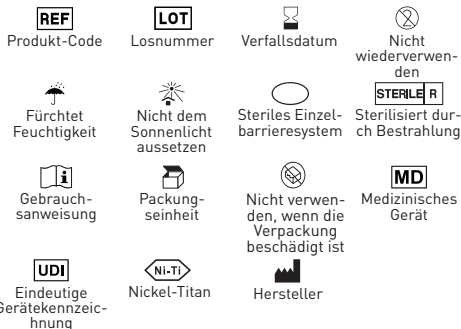 REF
Produkt-Code
LOT
Losnummer
Verfallsdatum
2
Nicht
wiederverwen-
den
Fürchtet
Feuchtigkeit
Nicht dem
Sonnenlicht
aussetzen
Steriles Einzel-
barrieresystem
STERILE R
Sterilisiert dur-
ch Bestrahlung
i
Gebrauch-
sanweisung
Packung-
seinheit
Nicht verwen-
den, wenn die
Verpackung
beschädigt ist
MD
Medizinisches
Gerät
UDI
Eindeutige
Gerätekennzeic-
hnung
Ni-Ti
Nickel-Titan
Hersteller